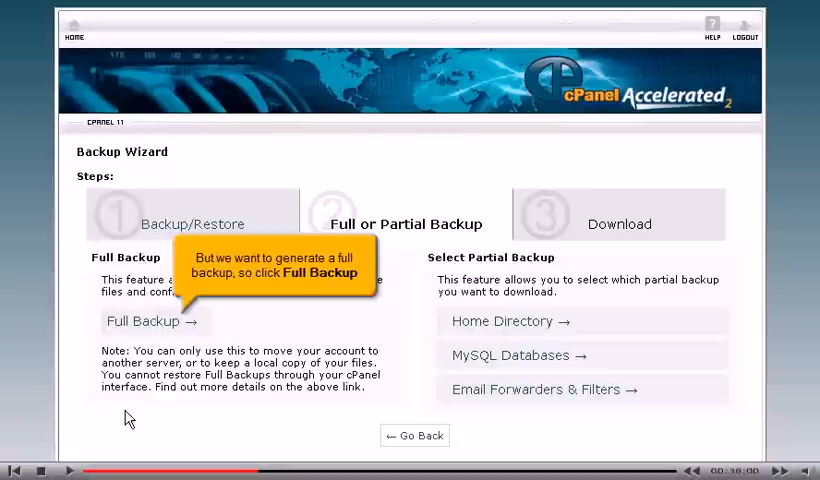 HOME
HELP
LOGOUT
cPanel Accelerated2
CPANEL 11
Backup Wizard
Steps:
1 Backup/Restore
2 Full or Partial Backup
3 Download
Full Backup
This feature a
files and conf
But we want to generate a full
backup, so click Full Backup
Full Backup →
Note: You can only use this to move your account to
another server, or to keep a local copy of your files.
You cannot restore Full Backups through your cPanel
interface. Find out more details on the above link.
Select Partial Backup
This feature allows you to select which partial backup
you want to download.
Home Directory →
MySQL Databases →
Email Forwarders & Filters →
← Go Back
00:38:00